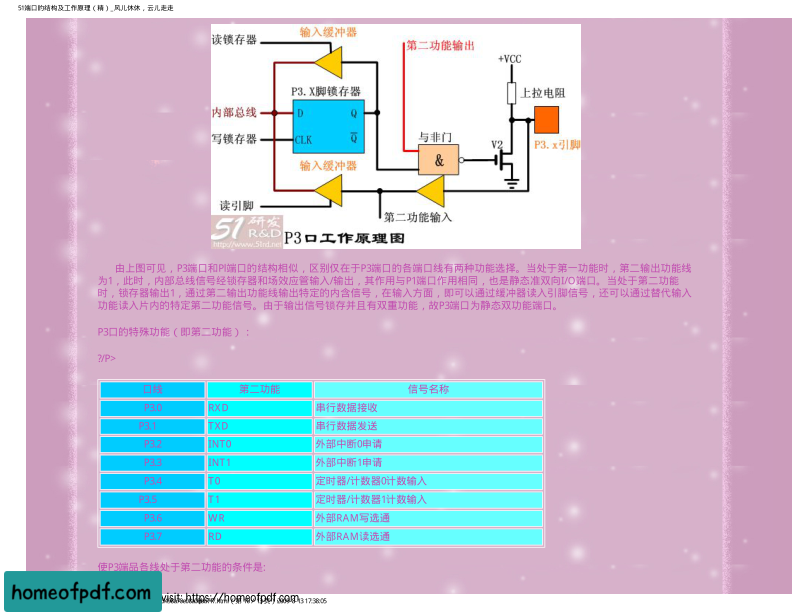 51端口的结构及工作原理（精）_风儿休休，云儿走走
读锁存器
输入缓冲器
第二功能输出
+VCC
上拉电阻
P3.X脚锁存器
内部总线
D
Q
写锁存器
CLK
Q
与非门
&
V2
P3.x引脚
输入缓冲器
读引脚
第二功能输入
51研发
R&D
http://www.51rd.net
P3口工作原理图
由上图可见，P3端口和Pl端口的结构相似，区别仅在于P3端口的各端口线有两种功能选择。当处于第一功能时，第二输出功能线
为1，此时，内部总线信号经锁存器和场效应管输入/输出，其作用与P1端口作用相同，也是静态准双向I/O端口。当处于第二功能
时，锁存器输出1，通过第二输出功能线输出特定的内含信号，在输入方面，即可以通过缓冲器读入引脚信号，还可以通过替代输入
功能读入片内的特定第二功能信号。由于输出信号锁存并且有双重功能，故P3端口为静态双功能端口。
P3口的特殊功能（即第二功能）：
?/P>
口线 第二功能 信号名称
P3.0 RXD 串行数据接收
P3.1 TXD 串行数据发送
P3.2 INT0 外部中断0申请
P3.3 INT1 外部中断1申请
P3.4 T0 定时器/计数器0计数输入
P3.5 T1 定时器/计数器1计数输入
P3.6 WR 外部RAM写选通
P3.7 RD 外部RAM读选通
使P3端品各线处于第二功能的条件是:
homeofpdf.com
visit: https://homeofpdf.com
13 17:38:05